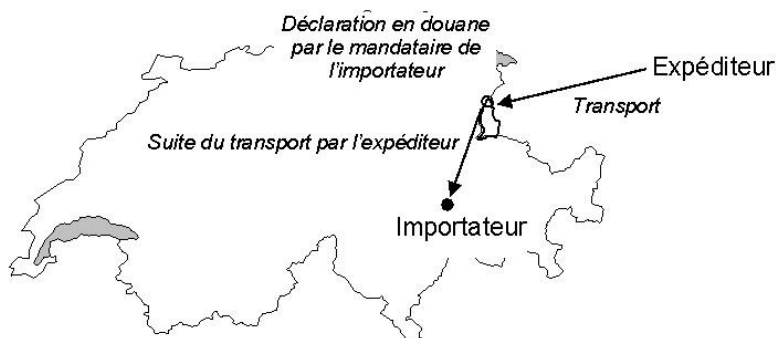 Déclaration en douane
par le mandataire de
l'importateur
Expéditeur
Transport
Suite du transport par l'expéditeur
Importateur